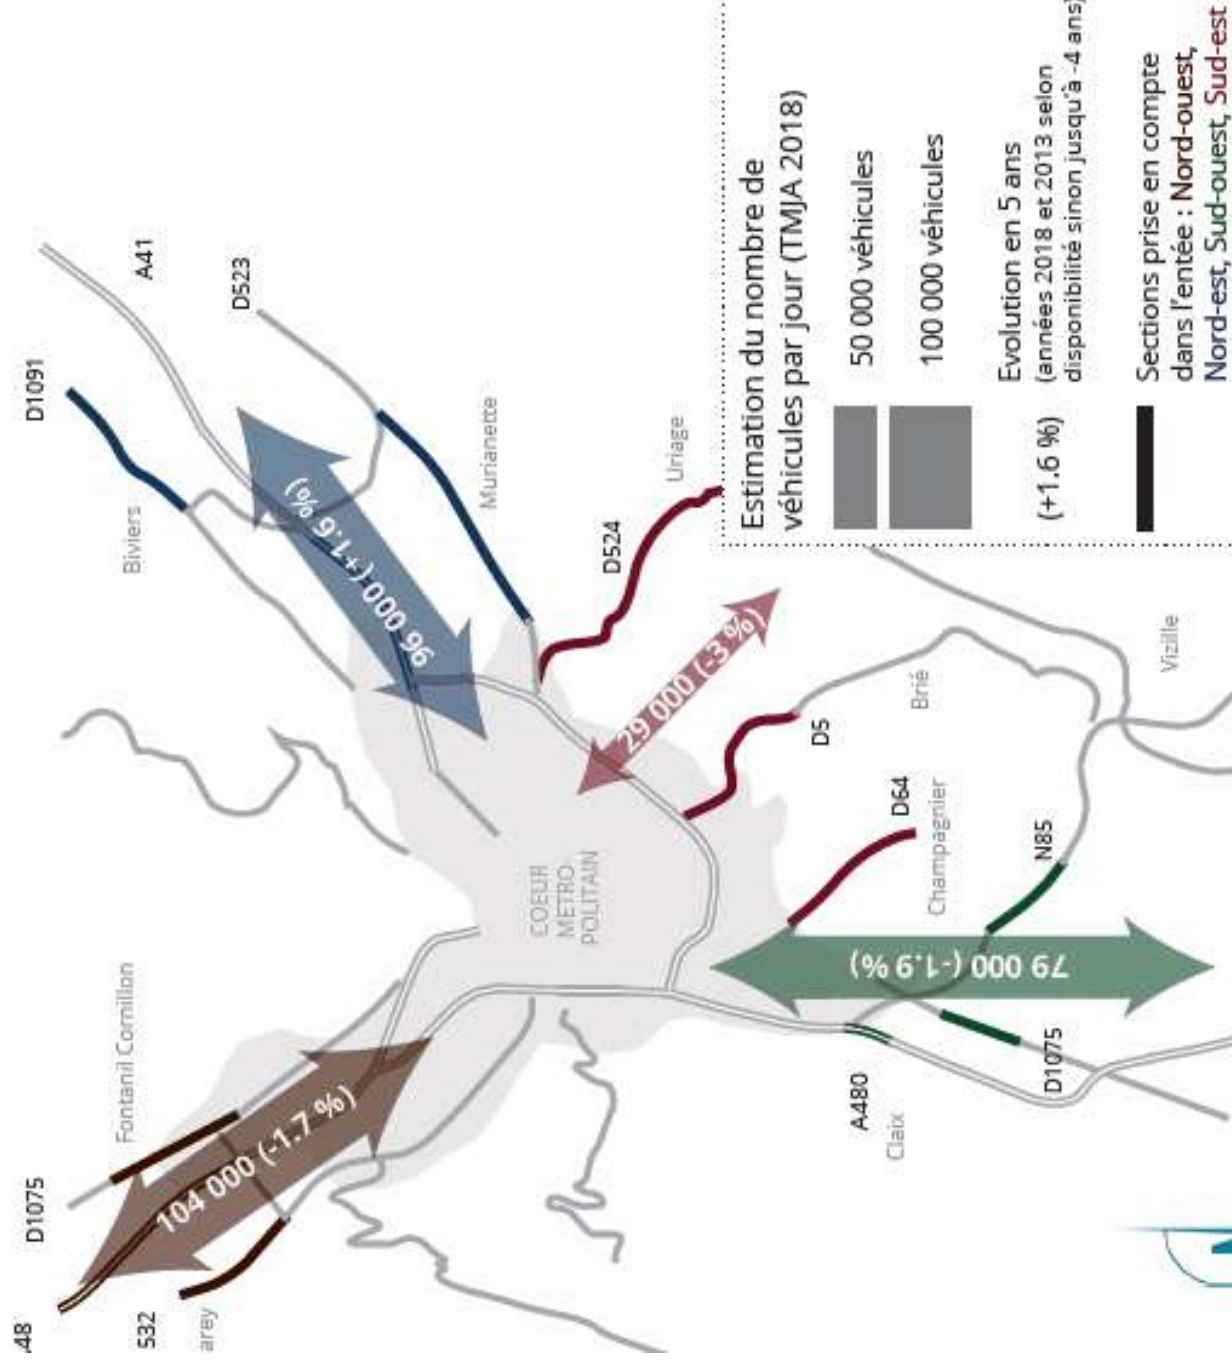 48
D1075
Fontanil Cornillon
532
arey
104 000 (-1.7 %)
D1091
A41
D523
Biviers
96 000 (+1.6 %)
Murianette
D524
Uriage
29 000 (-3 %)
COEUR
METRO
POLITAIN
D5
Brié
D64
Champagnier
N85
Vizille
79 000 (-1.9 %)
A480
Claix
D1075
Estimation du nombre de
véhicules par jour (TMJA 2018)
50 000 véhicules
100 000 véhicules
(+1.6 %)
Evolution en 5 ans
(années 2018 et 2013 selon
disponibilité sinon jusqu'à -4 ans)
Sections prise en compte
dans l'entée : Nord-ouest,
Nord-est, Sud-ouest, Sud-est